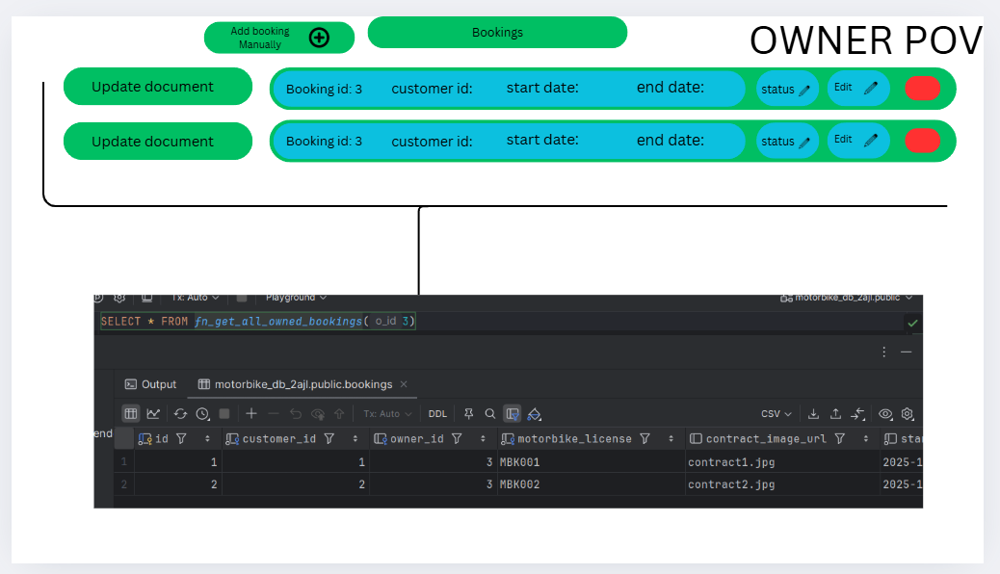 Add booking
Manually
Bookings
OWNER POV
Update document
Booking id: 3
customer id:
start date:
end date:
status
Edit
Update document
Booking id: 3
customer id:
start date:
end date:
status
Edit
Tx: Auto
Playground
motorbike_db_2ajl.public
SELECT * FROM fn_get_all_owned_bookings( o_id 3)
Output
motorbike_db_2ajl.public.bookings
Tx: Auto
DDL
CSV
end
id
customer_id
owner_id
motorbike_license
contract_image_url
star
1 1 1 3 MBK001 contract1.jpg 2025-1
2 2 2 3 MBK002 contract2.jpg 2025-1